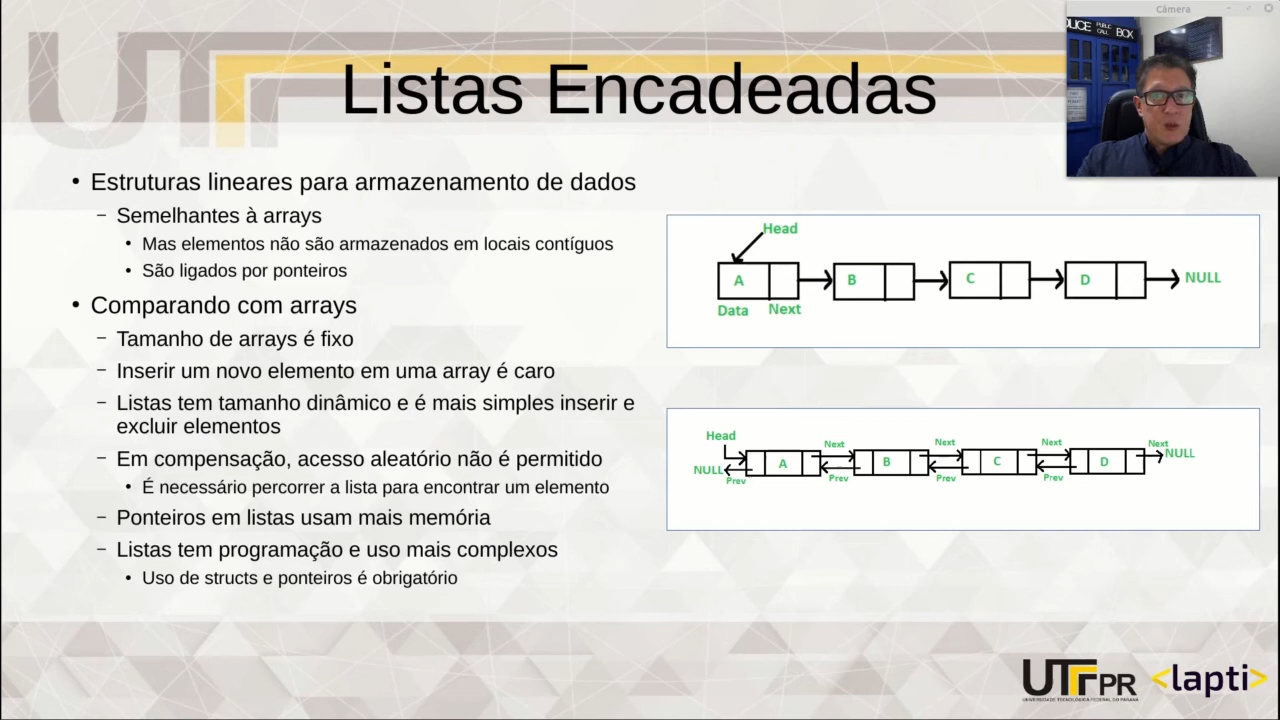 Câmera
POLICE PUBLIC CALL BOX
UTF
Listas Encadeadas
• Estruturas lineares para armazenamento de dados
– Semelhantes à arrays
• Mas elementos não são armazenados em locais contíguos
• São ligados por ponteiros
• Comparando com arrays
– Tamanho de arrays é fixo
– Inserir um novo elemento em uma array é caro
– Listas tem tamanho dinâmico e é mais simples inserir e
excluir elementos
– Em compensação, acesso aleatório não é permitido
• É necessário percorrer a lista para encontrar um elemento
– Ponteiros em listas usam mais memória
– Listas tem programação e uso mais complexos
• Uso de structs e ponteiros é obrigatório
Head
A B C D NULL
Data Next
Head
Next Next Next Next
NULL A B C D NULL
Prev Prev Prev Prev
UTFPR <lapti>
UNIVERSIDADE TECNOLÓGICA FEDERAL DO PARANÁ